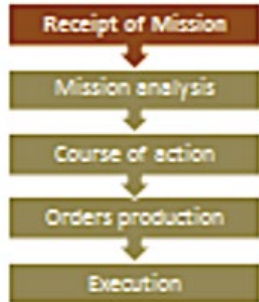 Receipt of Mission
Mission analysis
Course of action
Orders production
Execution